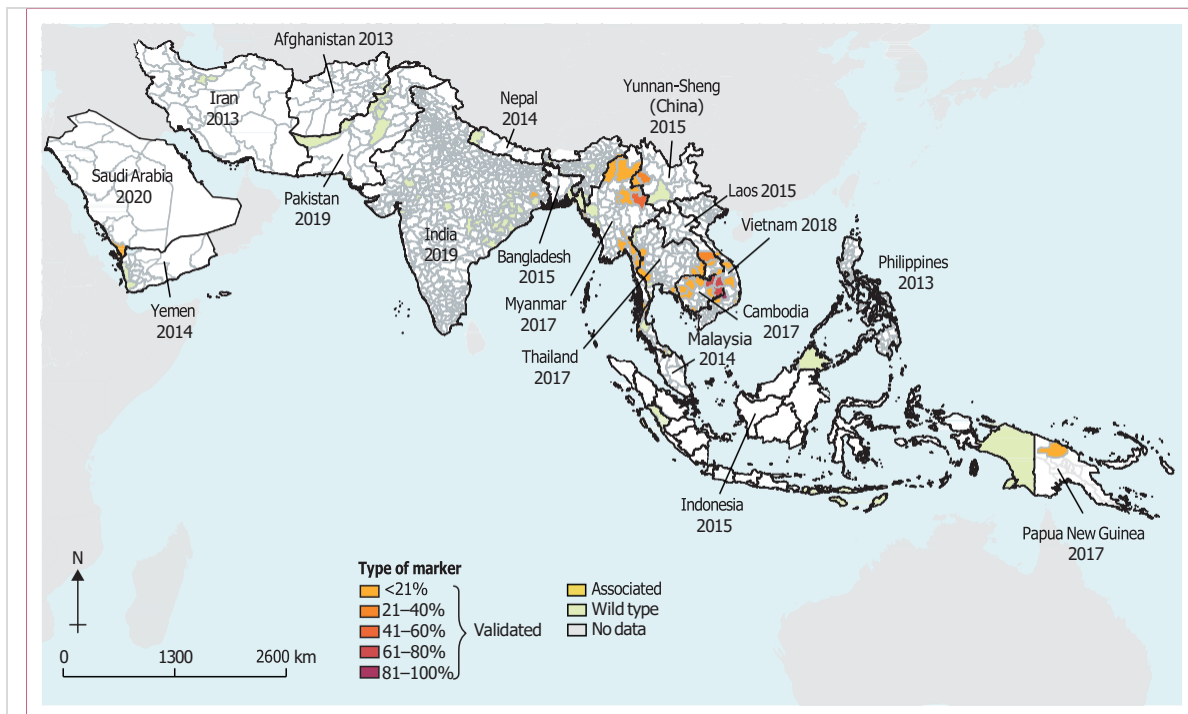 Afghanistan 2013
Iran
2013
Nepal
2014
Yunnan-Sheng
(China)
2015
Saudi Arabia
2020
Pakistan
2019
Laos 2015
India
2019
Vietnam 2018
Bangladesh
2015
Philippines
2013
Yemen
2014
Myanmar
2017
Cambodia
2017
Thailand
2017
Malaysia
2014
Indonesia
2015
Papua New Guinea
2017
N
0 1300 2600 km
Type of marker
<21%
21–40%
41–60%
61–80%
81–100%
Validated
Associated
Wild type
No data